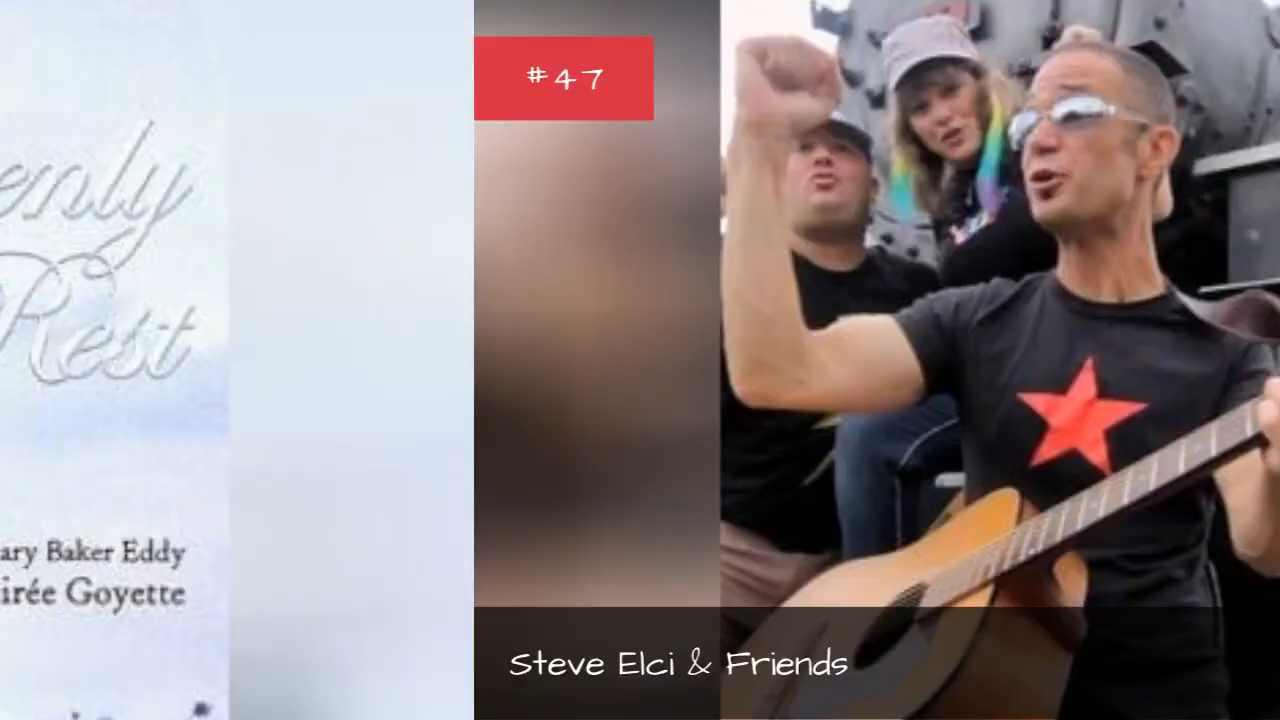 enly
Rest
ary Baker Eddy
irée Goyette
#47
Steve Elci & Friends